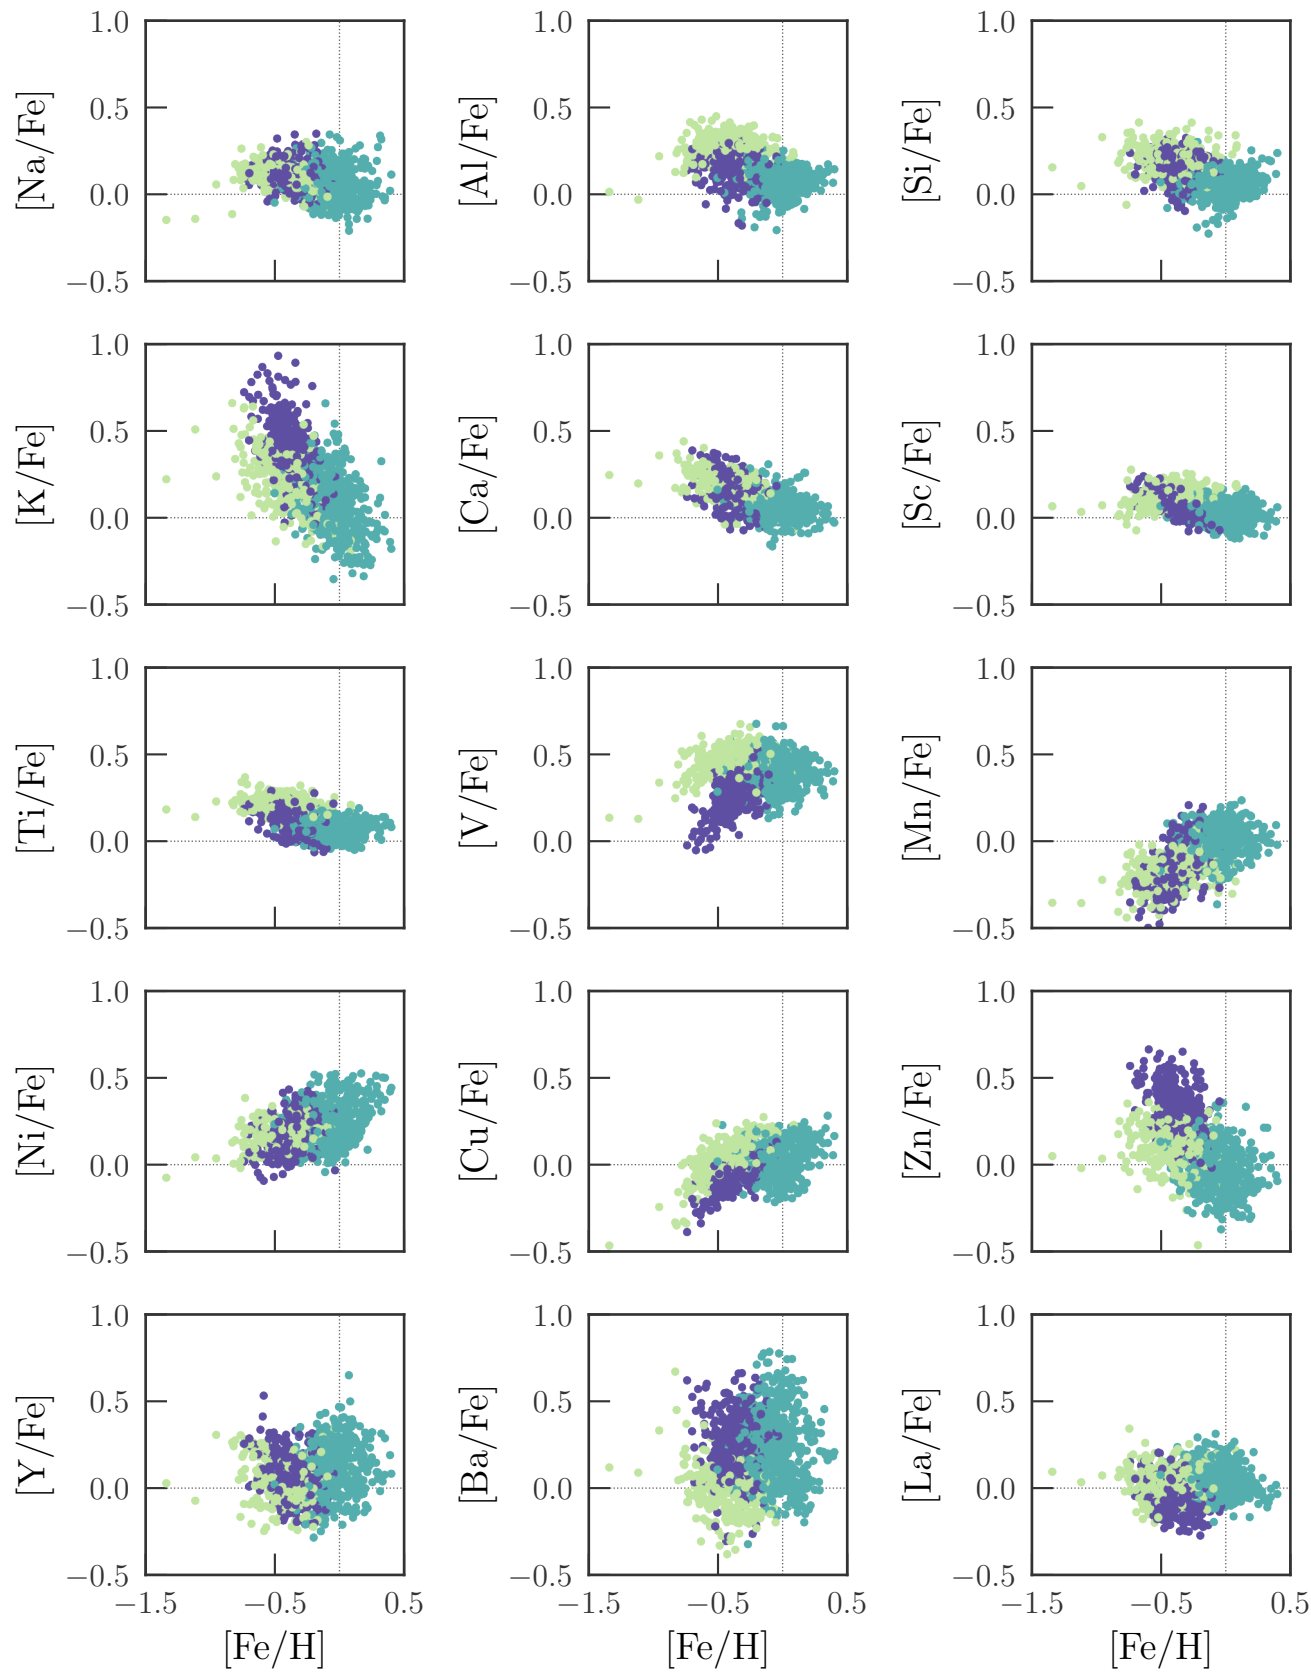 1.0 1.0 1.0
[Na/Fe] 0.5 [Al/Fe] 0.5 [Si/Fe] 0.5
0.0 0.0 0.0
−0.5 −0.5 −0.5
1.0 1.0 1.0
[K/Fe] 0.5 [Ca/Fe] 0.5 [Sc/Fe] 0.5
0.0 0.0 0.0
−0.5 −0.5 −0.5
1.0 1.0 1.0
[Ti/Fe] 0.5 [V/Fe] 0.5 [Mn/Fe] 0.5
0.0 0.0 0.0
−0.5 −0.5 −0.5
1.0 1.0 1.0
[Ni/Fe] 0.5 [Cu/Fe] 0.5 [Zn/Fe] 0.5
0.0 0.0 0.0
−0.5 −0.5 −0.5
1.0 1.0 1.0
[Y/Fe] 0.5 [Ba/Fe] 0.5 [La/Fe] 0.5
0.0 0.0 0.0
−0.5 −0.5 −0.5
−1.5 −0.5 0.5 −1.5 −0.5 0.5 −1.5 −0.5 0.5
[Fe/H] [Fe/H] [Fe/H]